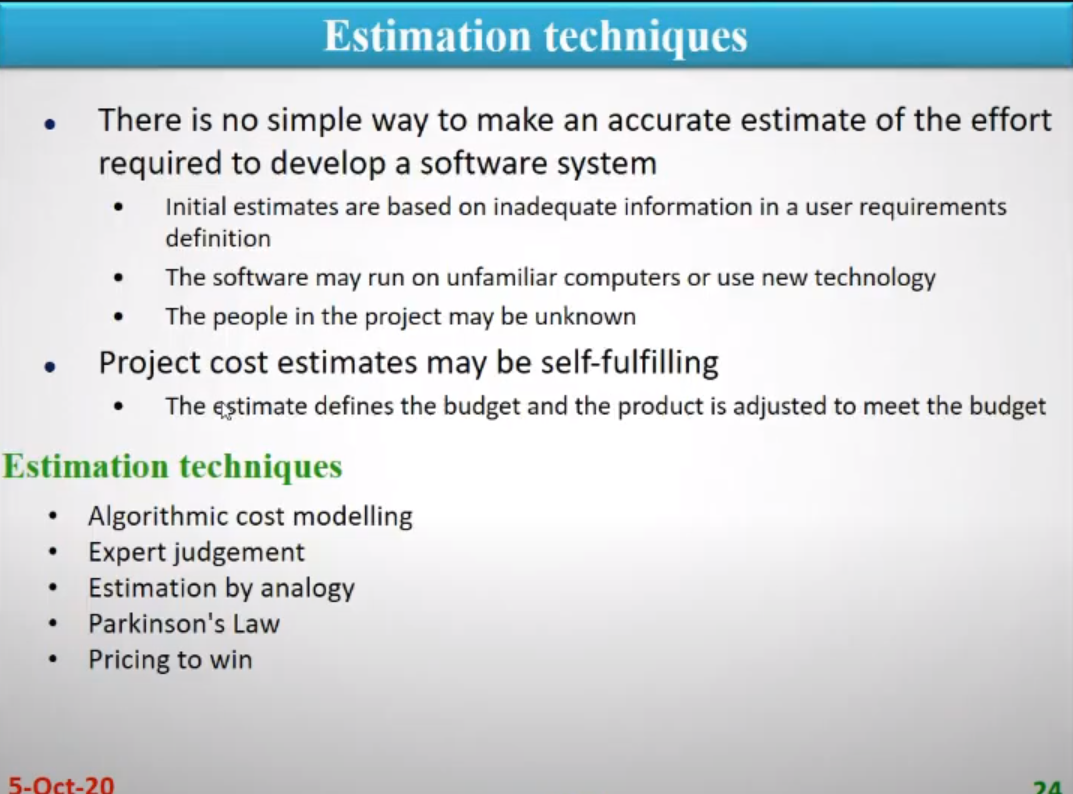 Estimation techniques
• There is no simple way to make an accurate estimate of the effort
required to develop a software system
• Initial estimates are based on inadequate information in a user requirements
definition
• The software may run on unfamiliar computers or use new technology
• The people in the project may be unknown
• Project cost estimates may be self-fulfilling
• The estimate defines the budget and the product is adjusted to meet the budget
Estimation techniques
• Algorithmic cost modelling
• Expert judgement
• Estimation by analogy
• Parkinson's Law
• Pricing to win
5-Oct-20
24